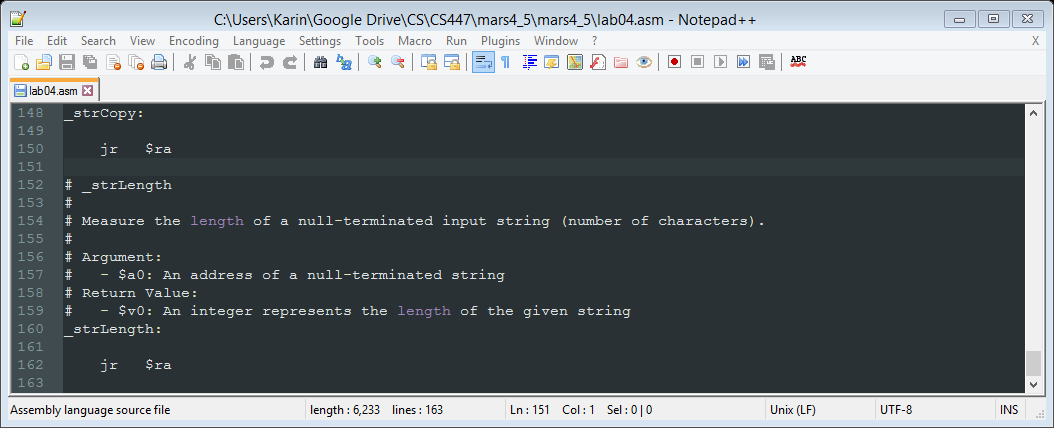 C:\Users\Karin\Google Drive\CS\CS447\mars4_5\mars4_5\lab04.asm - Notepad++
File Edit Search View Encoding Language Settings Tools Macro Run Plugins Window ? X
ABC
lab04.asm
148 _strCopy:
149
150 jr $ra
151
152 # _strLength
153 #
154 # Measure the length of a null-terminated input string (number of characters).
155 #
156 # Argument:
157 #   - $a0: An address of a null-terminated string
158 # Return Value:
159 #   - $v0: An integer represents the length of the given string
160 _strLength:
161
162 jr $ra
163
Assembly language source file length : 6,233 lines : 163 Ln : 151 Col : 1 Sel : 0 | 0 Unix (LF) UTF-8 INS